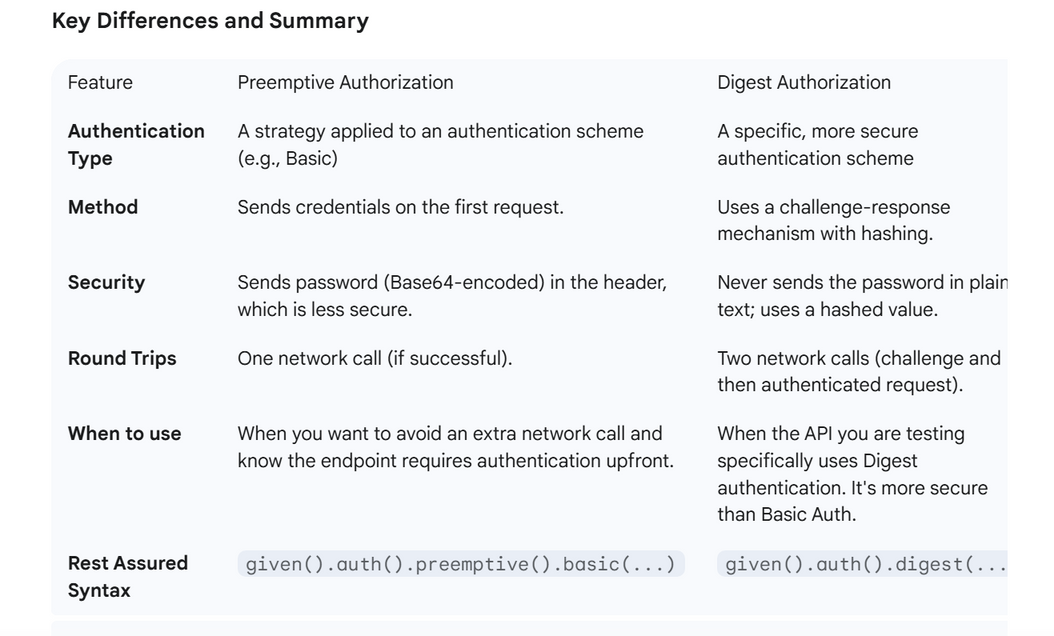 Key Differences and Summary
Feature Preemptive Authorization Digest Authorization
Authentication Type A strategy applied to an authentication scheme (e.g., Basic) A specific, more secure authentication scheme
Method Sends credentials on the first request. Uses a challenge-response mechanism with hashing.
Security Sends password (Base64-encoded) in the header, which is less secure. Never sends the password in plain text; uses a hashed value.
Round Trips One network call (if successful). Two network calls (challenge and then authenticated request).
When to use When you want to avoid an extra network call and know the endpoint requires authentication upfront. When the API you are testing specifically uses Digest authentication. It's more secure than Basic Auth.
Rest Assured Syntax given().auth().preemptive().basic(...) given().auth().digest(...